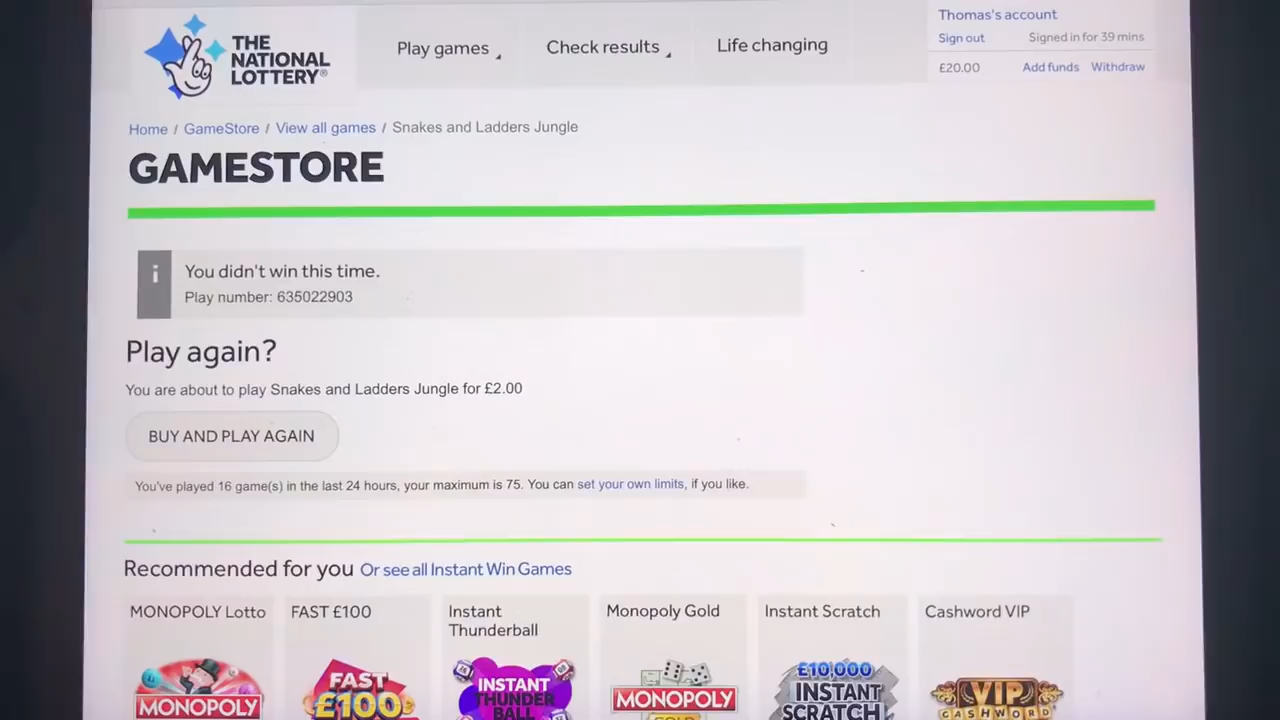 THE
NATIONAL
LOTTERY®
Play games
Check results
Life changing
Thomas's account
Sign out
Signed in for 39 mins
£20.00
Add funds
Withdraw
Home / GameStore / View all games / Snakes and Ladders Jungle
GAMESTORE
i
You didn't win this time.
Play number: 635022903
Play again?
You are about to play Snakes and Ladders Jungle for £2.00
BUY AND PLAY AGAIN
You've played 16 game(s) in the last 24 hours, your maximum is 75. You can set your own limits, if you like.
Recommended for you Or see all Instant Win Games
MONOPOLY Lotto
FAST £100
Instant
Thunderball
Monopoly Gold
Instant Scratch
Cashword VIP
MONOPOLY
FAST
£100
INSTANT
THUNDER
BALL
MONOPOLY
GOLD
£10,000
INSTANT
SCRATCH
VIP
CASHWORD